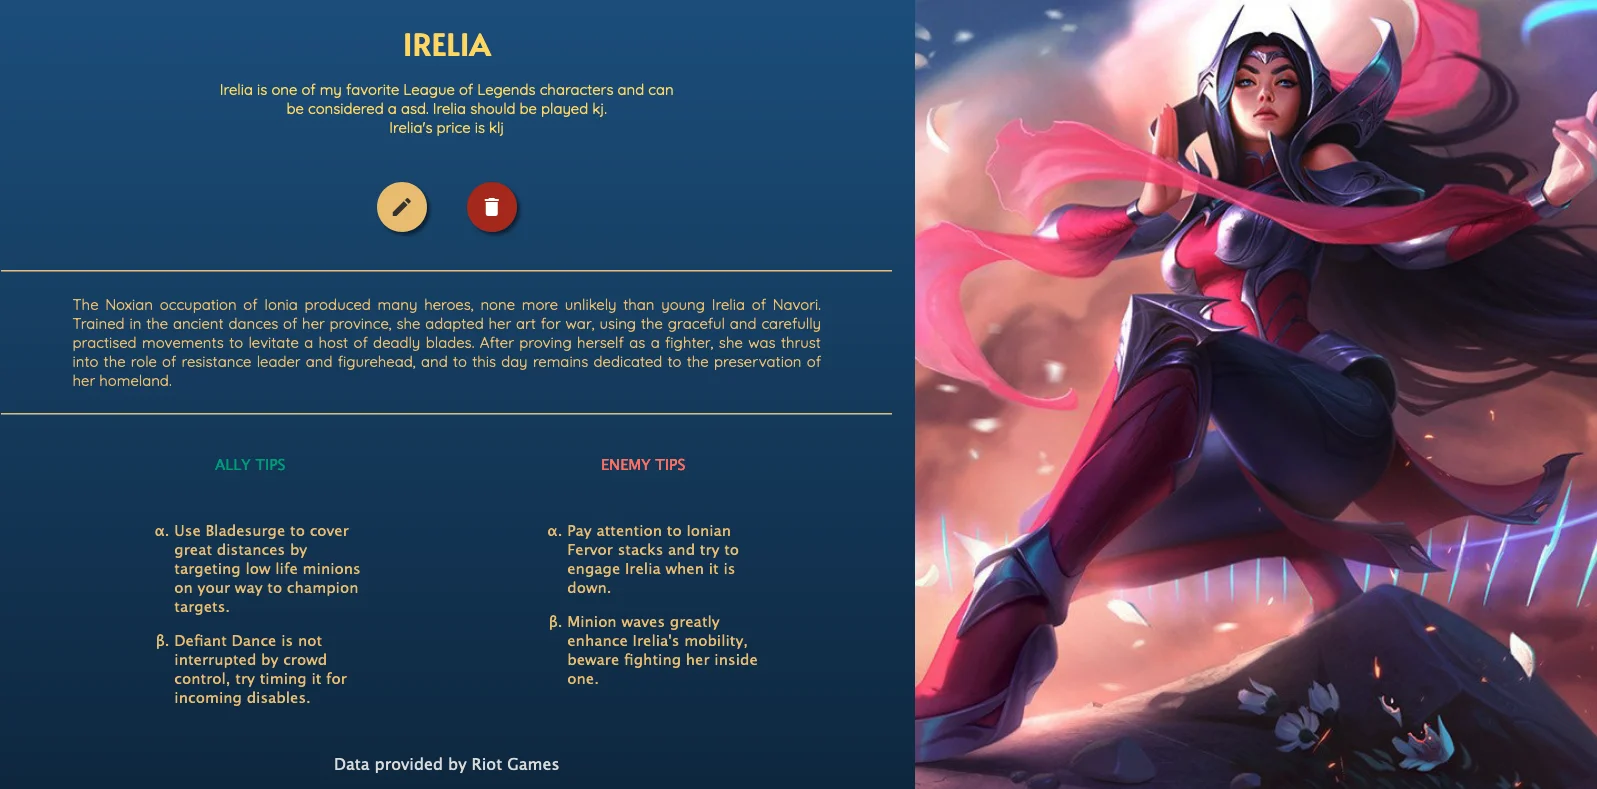 IRELIA
Irelia is one of my favorite League of Legends characters and can
be considered a asd. Irelia should be played kj.
Irelia's price is klj
The Noxian occupation of Ionia produced many heroes, none more unlikely than young Irelia of Navori.
Trained in the ancient dances of her province, she adapted her art for war, using the graceful and carefully
practised movements to levitate a host of deadly blades. After proving herself as a fighter, she was thrust
into the role of resistance leader and figurehead, and to this day remains dedicated to the preservation of
her homeland.
ALLY TIPS
α. Use Bladesurge to cover
great distances by
targeting low life minions
on your way to champion
targets.
β. Defiant Dance is not
interrupted by crowd
control, try timing it for
incoming disables.
ENEMY TIPS
α. Pay attention to Ionian
Fervor stacks and try to
engage Irelia when it is
down.
β. Minion waves greatly
enhance Irelia's mobility,
beware fighting her inside
one.
Data provided by Riot Games